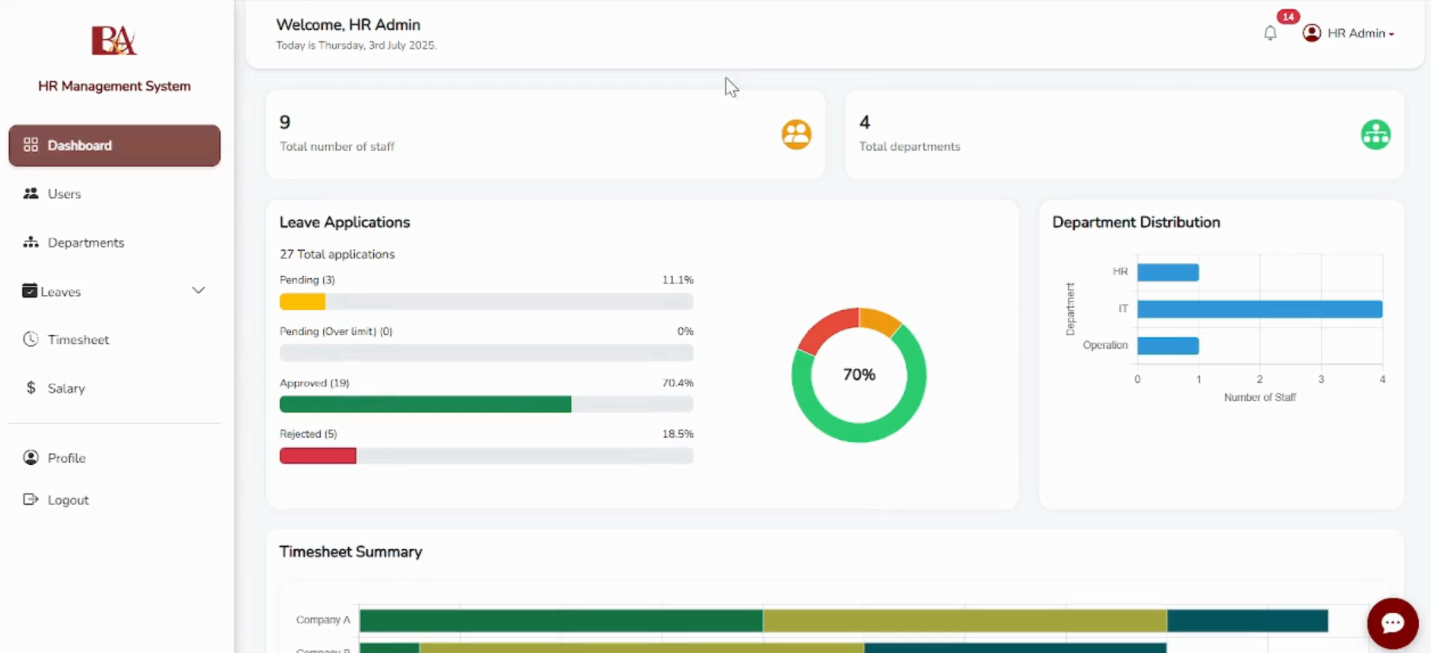 BA
HR Management System
Dashboard
Users
Departments
Leaves
Timesheet
$ Salary
Profile
Logout
Welcome, HR Admin
Today is Thursday, 3rd July 2025.
14
HR Admin
9
Total number of staff
4
Total departments
Leave Applications
27 Total applications
Pending (3) 11.1%
Pending (Over limit) (0) 0%
Approved (19) 70.4%
Rejected (5) 18.5%
70%
Department Distribution
Department
HR
IT
Operation
0 1 2 3 4
Number of Staff
Timesheet Summary
Company A
Company B